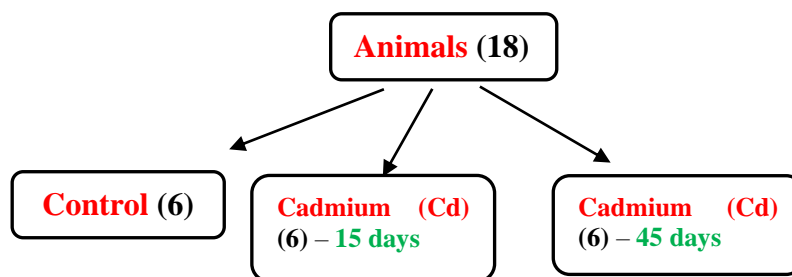 Animals (18)
Control (6)
Cadmium (Cd)
(6) – 15 days
Cadmium (Cd)
(6) – 45 days